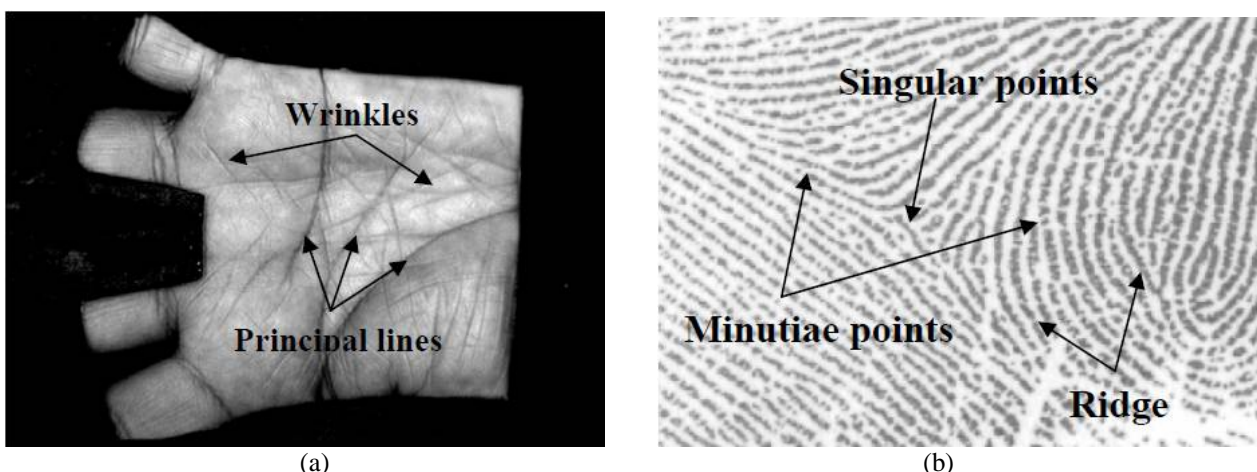 Wrinkles
Principal lines
(a)
Singular points
Minutiae points
Ridge
(b)